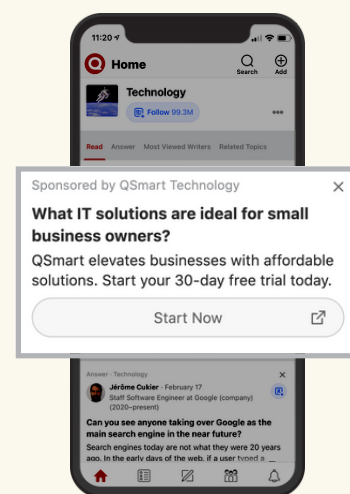 11:20
Home
Search
Add
Technology
Follow 99.3M
Read Answer Most Viewed Writers Related Topics
Sponsored by QSmart Technology
What IT solutions are ideal for small
business owners?
QSmart elevates businesses with affordable
solutions. Start your 30-day free trial today.
Start Now
Answer · Technology
Jérôme Cukier · February 17
Staff Software Engineer at Google (company)
(2020–present)
Can you see anyone taking over Google as the
main search engine in the near future?
Search engines today are not what they were 20 years
ago. In the early days of the web, if a user typed a